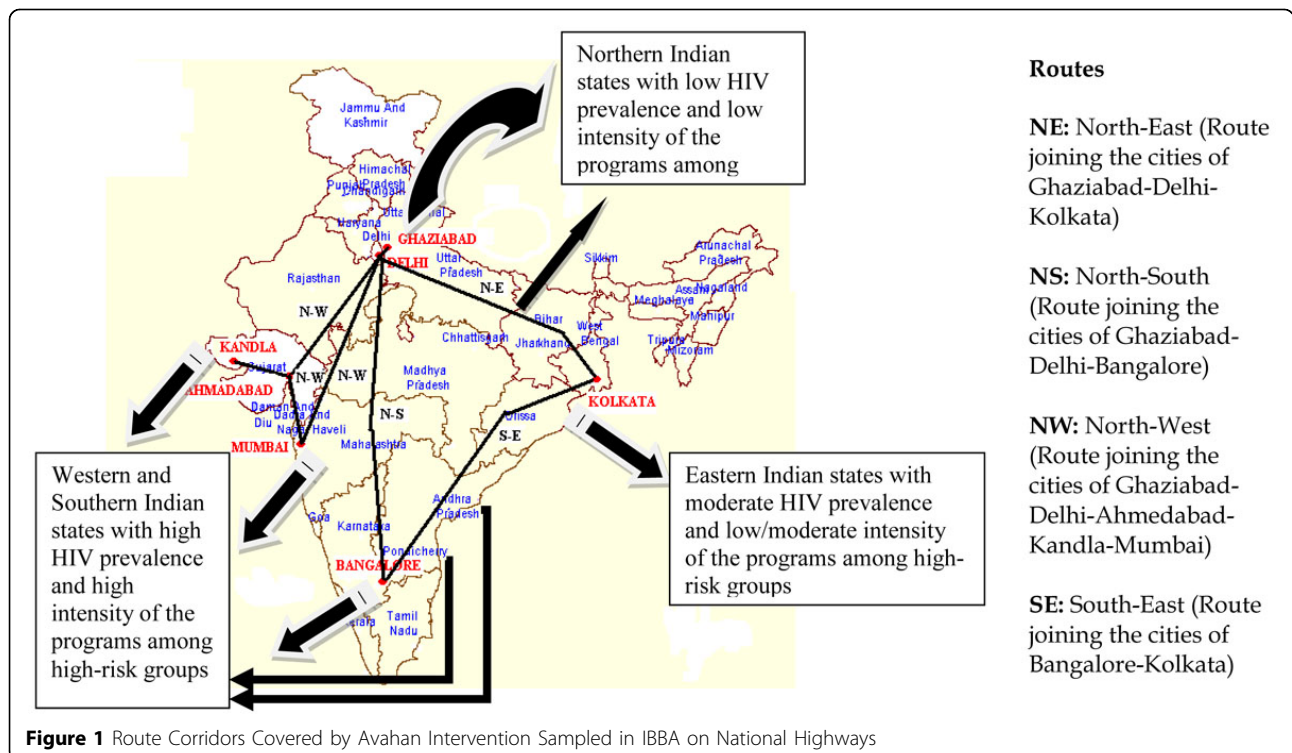 Northern Indian
states with low HIV
prevalence and low
intensity of the
programs among
Jammu And
Kashmir
Himachal
Pradesh
Chandigarh
Haryana
Delhi
GHAZIABAD
DELHI
Uttar
Pradesh
Rajasthan
N-E
N-W
Sikkim
Arunachal
Pradesh
Nagaland
Assam
Meghalaya
Manipur
Tripura
Mizoram
Bihar
West
Bengal
Jharkhand
Chhattisgam
KANDLA
Gujarat
AHMADABAD
N-W
N-W
Madhya
Pradesh
Daman And
Diu
Dadra And
Nagar Haveli
MUMBAI
N-S
Maharashtra
KOLKATA
Orissa
S-E
Andhra
Pradesh
Goa
Karnataka
Pondicherry
BANGALORE
Tamil
Nadu
Western and
Southern Indian
states with high
HIV prevalence
and high
intensity of the
programs among
high-risk groups
Eastern Indian states with
moderate HIV prevalence
and low/moderate intensity
of the programs among high-
risk groups
Routes
NE: North-East (Route
joining the cities of
Ghaziabad-Delhi-
Kolkata)
NS: North-South
(Route joining the
cities of Ghaziabad-
Delhi-Bangalore)
NW: North-West
(Route joining the
cities of Ghaziabad-
Delhi-Ahmedabad-
Kandla-Mumbai)
SE: South-East (Route
joining the cities of
Bangalore-Kolkata)
Figure 1 Route Corridors Covered by Avahan Intervention Sampled in IBBA on National Highways